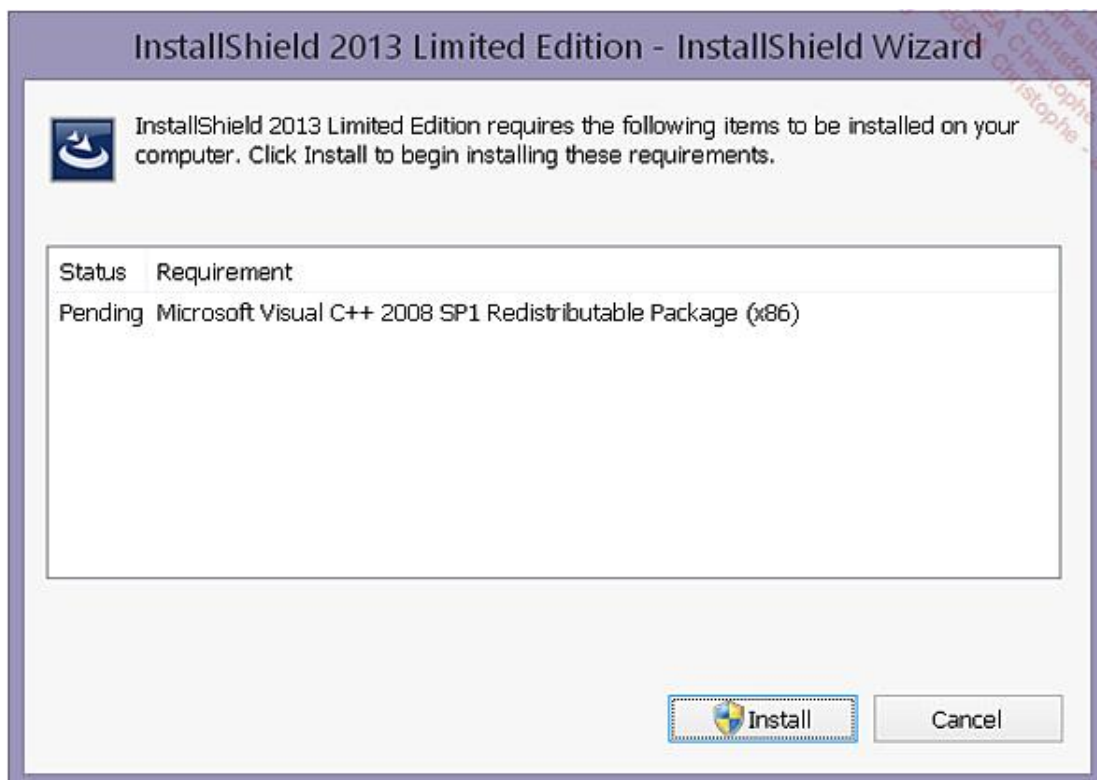 InstallShield 2013 Limited Edition - InstallShield Wizard
InstallShield 2013 Limited Edition requires the following items to be installed on your
computer. Click Install to begin installing these requirements.
Status Requirement
Pending Microsoft Visual C++ 2008 SP1 Redistributable Package (x86)
Install Cancel